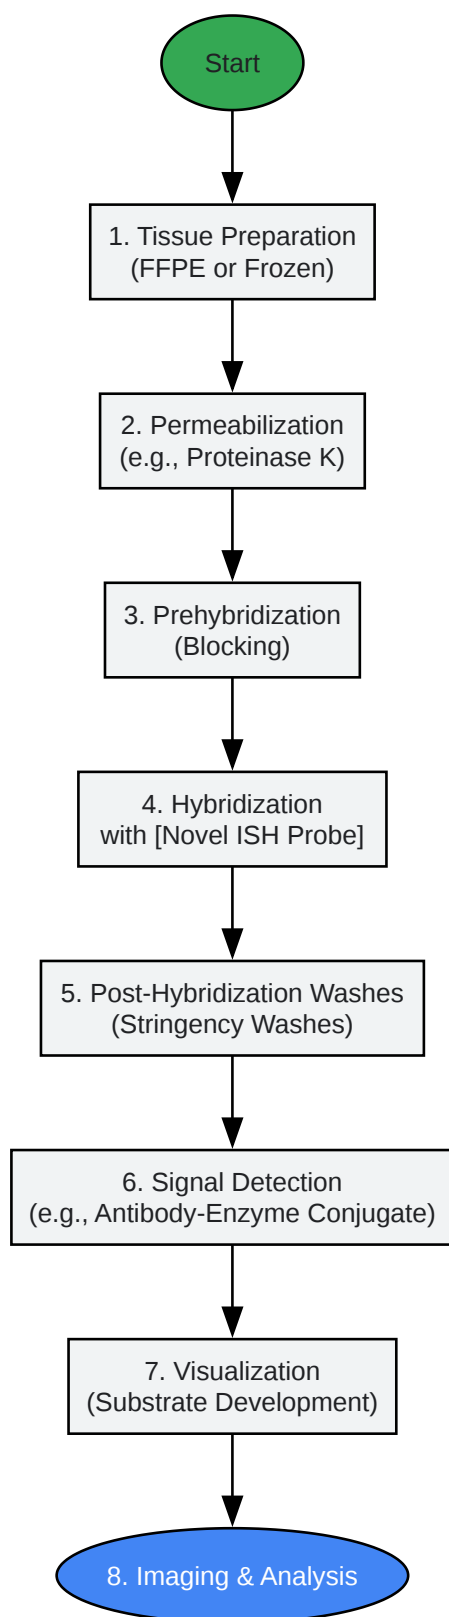 Start
1. Tissue Preparation
(FFPE or Frozen)
2. Permeabilization
(e.g., Proteinase K)
3. Prehybridization
(Blocking)
4. Hybridization
with [Novel ISH Probe]
5. Post-Hybridization Washes
(Stringency Washes)
6. Signal Detection
(e.g., Antibody-Enzyme Conjugate)
7. Visualization
(Substrate Development)
8. Imaging & Analysis